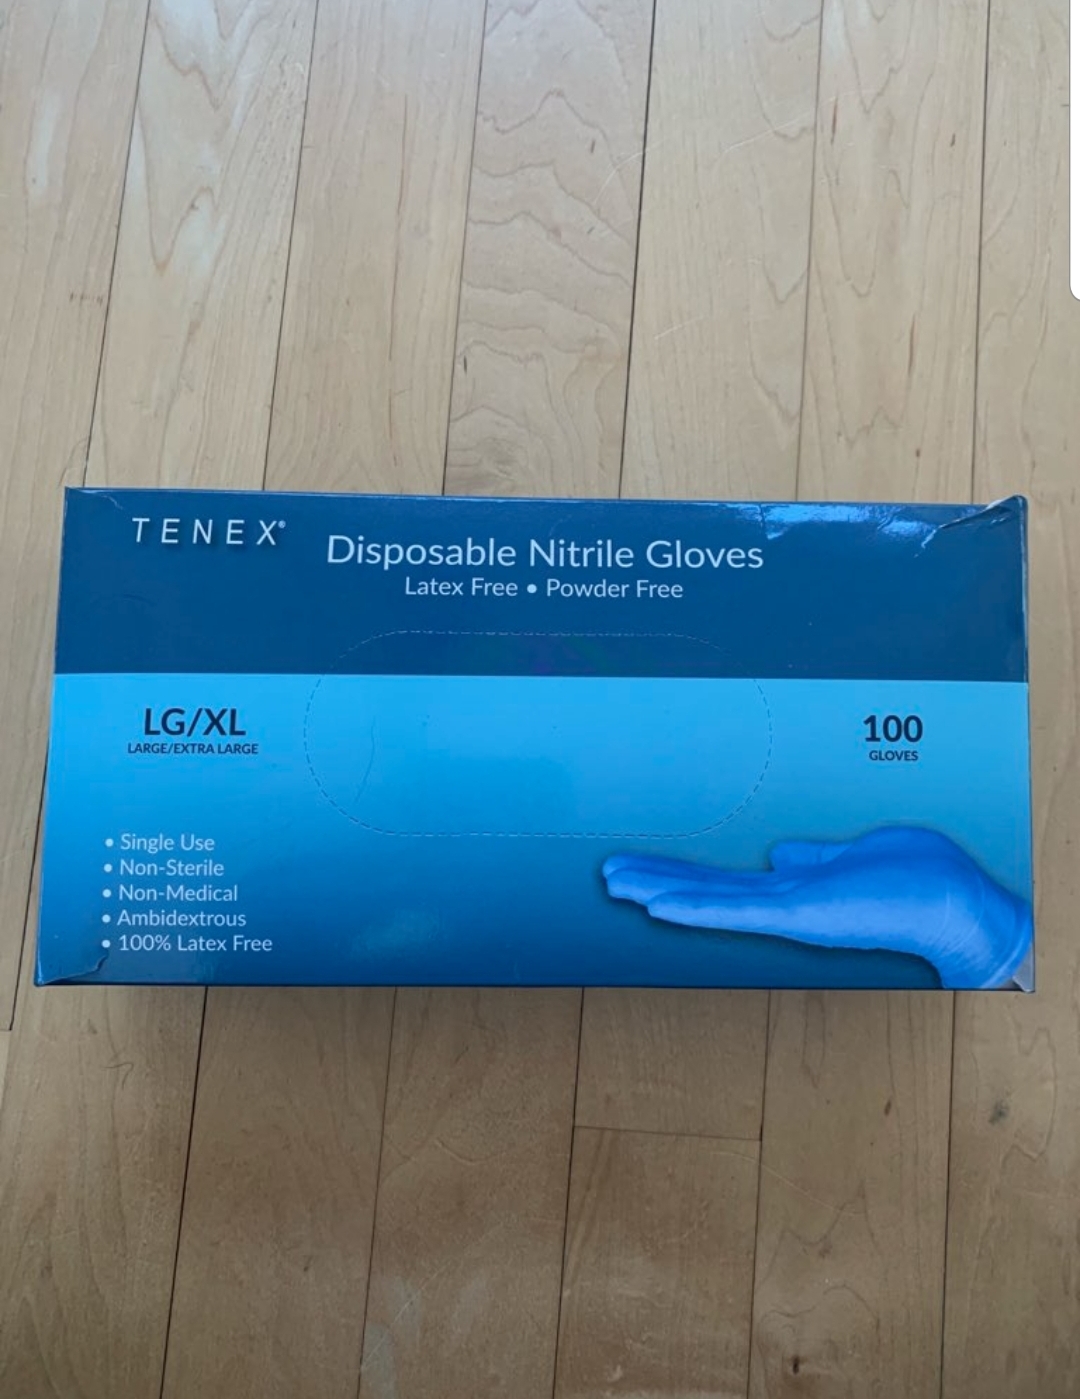 TENEX®
Disposable Nitrile Gloves
Latex Free • Powder Free
LG/XL
LARGE/EXTRA LARGE
100
GLOVES
• Single Use
• Non-Sterile
• Non-Medical
• Ambidextrous
• 100% Latex Free